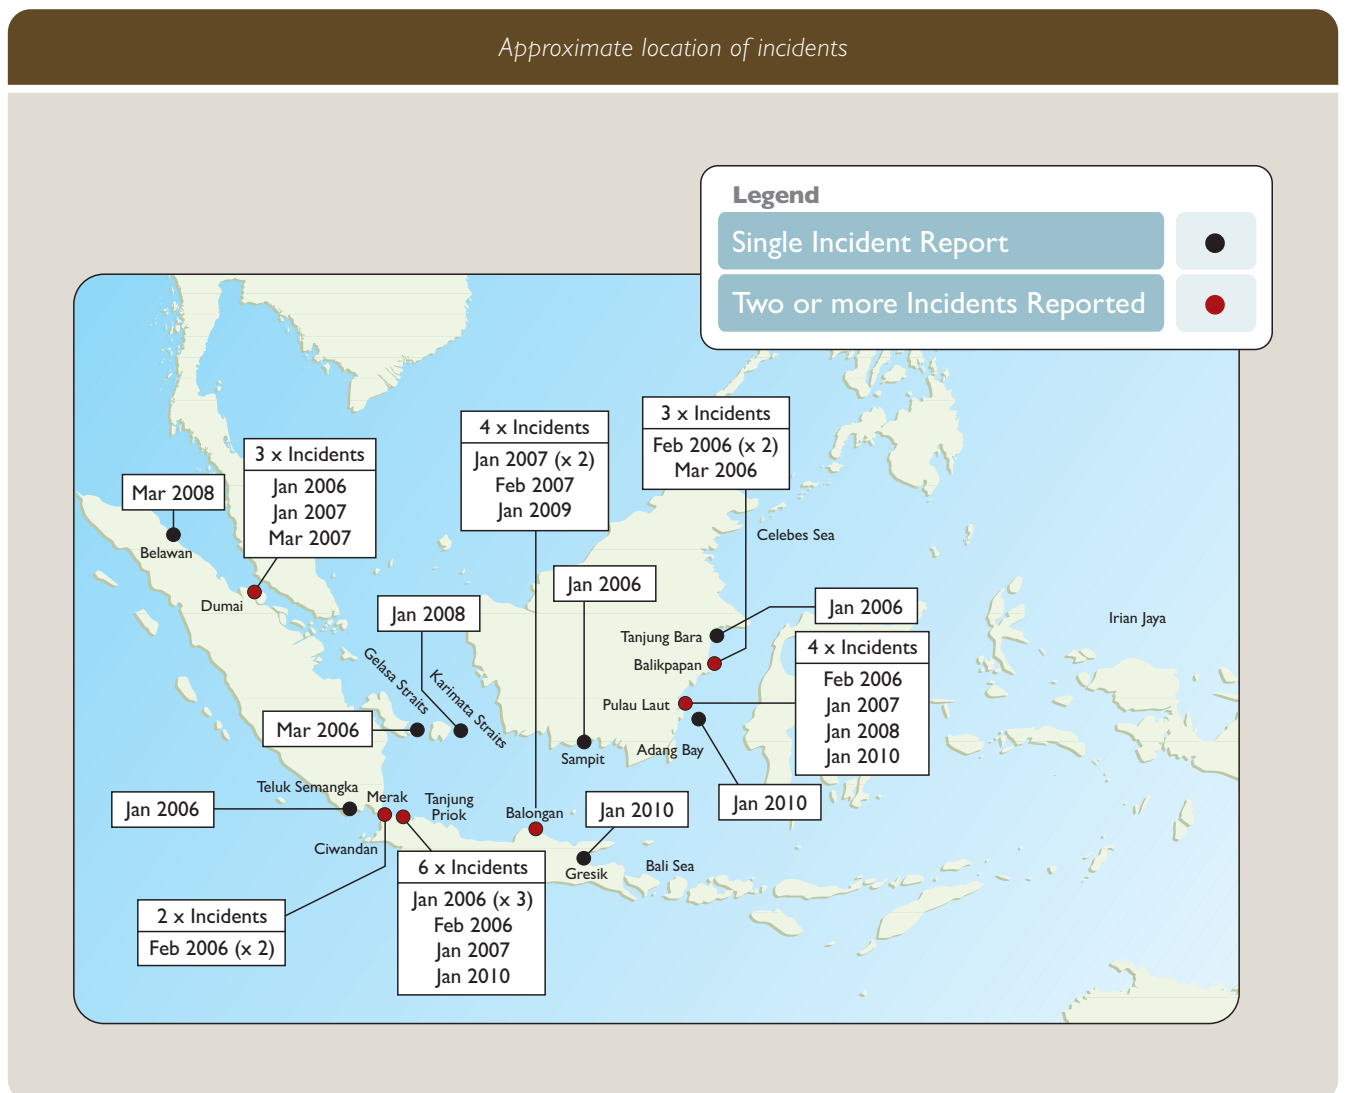 Approximate location of incidents
Legend
Single Incident Report
Two or more Incidents Reported
3 x Incidents
Feb 2006 (x 2)
Mar 2006
4 x Incidents
Jan 2007 (x 2)
Feb 2007
Jan 2009
3 x Incidents
Jan 2006
Jan 2007
Mar 2007
Mar 2008
Belawan
Celebes Sea
Jan 2006
Dumai
Jan 2008
Jan 2006
Irian Jaya
Tanjung Bara
Balikpapan
4 x Incidents
Feb 2006
Jan 2007
Jan 2008
Jan 2010
Gelasa Straits
Karimata Straits
Pulau Laut
Mar 2006
Adang Bay
Sampit
Teluk Semangka
Merak
Tanjung
Priok
Jan 2006
Balongan
Jan 2010
Jan 2010
Ciwandan
Gresik
Bali Sea
6 x Incidents
Jan 2006 (x 3)
Feb 2006
Jan 2007
Jan 2010
2 x Incidents
Feb 2006 (x 2)